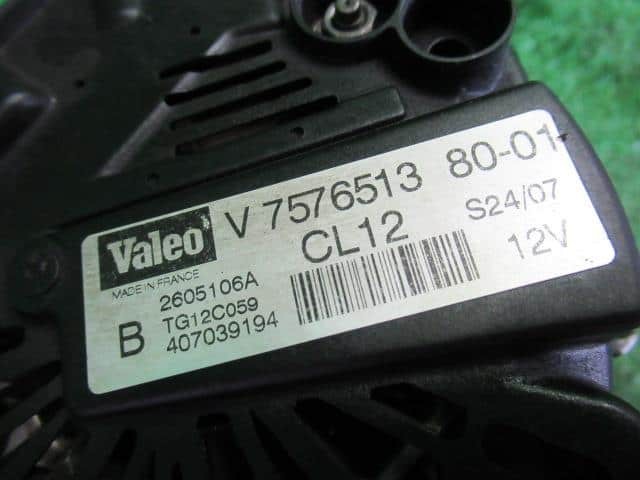 Valeo V 7576513 80-01
MADE IN FRANCE CL12 S24/07
2605106A 12V
B TG12C059
407039194